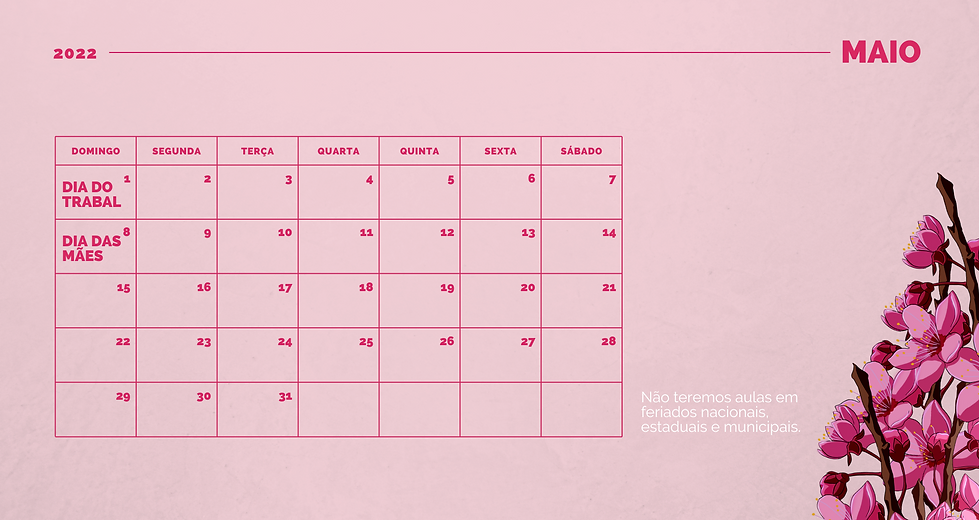 2022
MAIO
DOMINGO SEGUNDA TERÇA QUARTA QUINTA SEXTA SÁBADO
1 2 3 4 5 6 7
DIA DO
TRABAL
8 9 10 11 12 13 14
DIA DAS
MÃES
15 16 17 18 19 20 21
22 23 24 25 26 27 28
29 30 31
Não teremos aulas em
feriados nacionais,
estaduais e municipais.